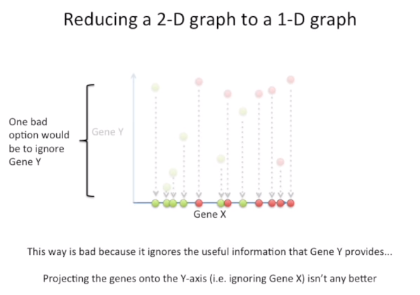 Reducing a 2-D graph to a 1-D graph
One bad
option would
be to ignore
Gene Y
Gene Y
Gene X
This way is bad because it ignores the useful information that Gene Y provides...
Projecting the genes onto the Y-axis (i.e. ignoring Gene X) isn't any better